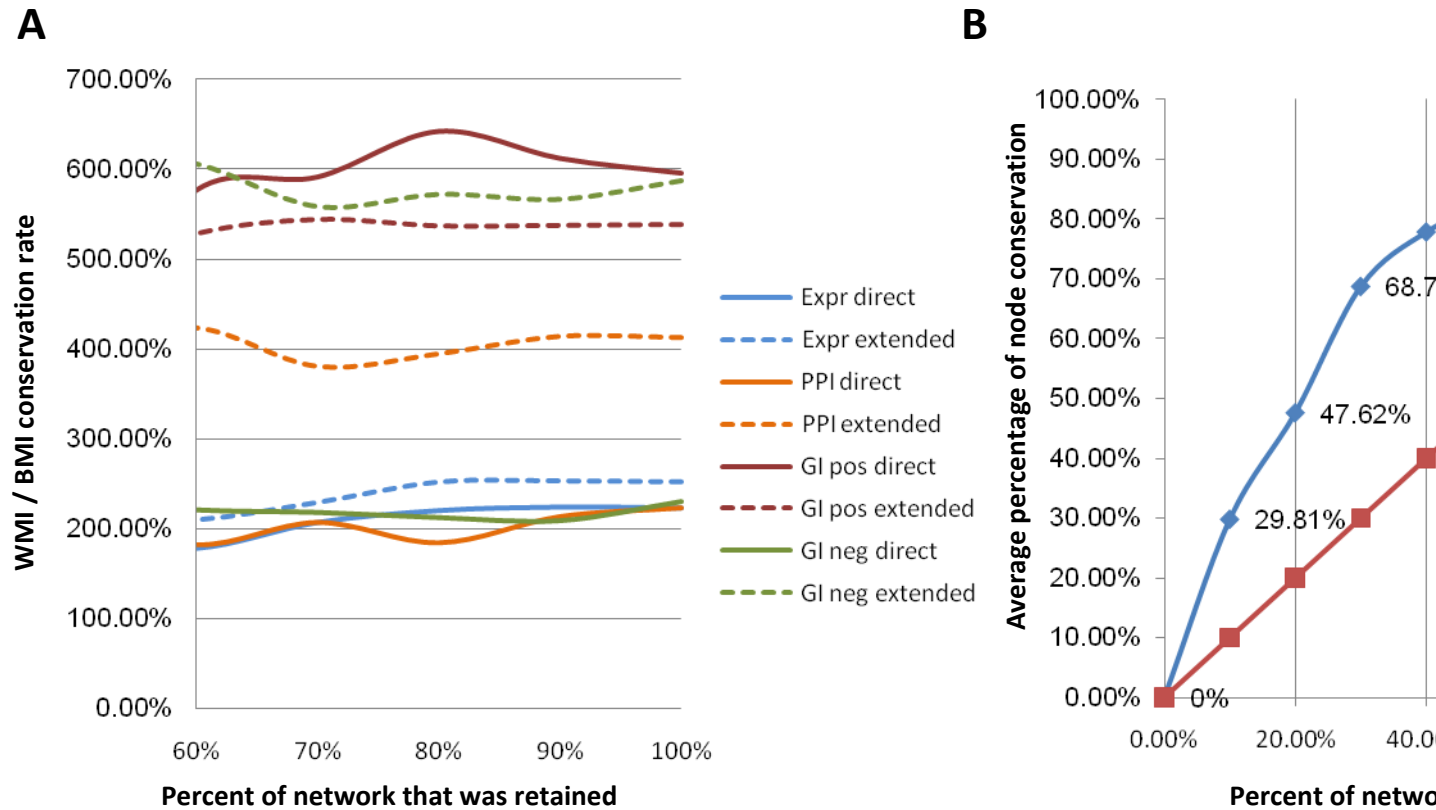 A
WMI / BMI conservation rate
700.00%
600.00%
500.00%
400.00%
300.00%
200.00%
100.00%
0.00%
60%
70%
80%
90%
100%
Percent of network that was retained
Expr direct
Expr extended
PPI direct
PPI extended
GI pos direct
GI pos extended
GI neg direct
GI neg extended
B
Average percentage of node conservation
100.00%
90.00%
80.00%
70.00%
60.00%
50.00%
40.00%
30.00%
20.00%
10.00%
0.00%
68.7
47.62%
29.81%
0%
0.00%
20.00%
Percent of